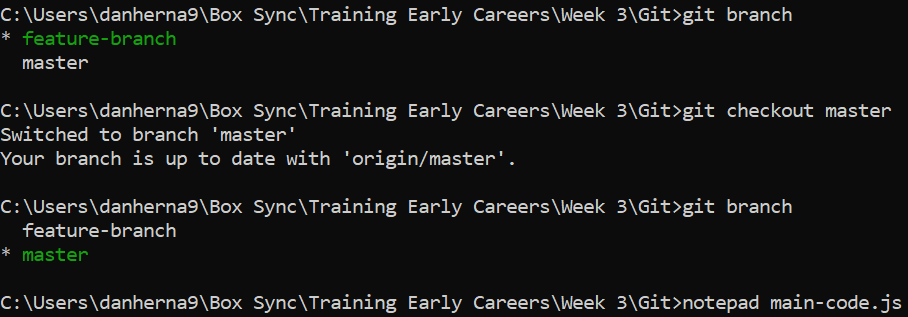 C:\Users\danherna9\Box Sync\Training Early Careers\Week 3\Git>git branch
* feature-branch
  master
C:\Users\danherna9\Box Sync\Training Early Careers\Week 3\Git>git checkout master
Switched to branch 'master'
Your branch is up to date with 'origin/master'.
C:\Users\danherna9\Box Sync\Training Early Careers\Week 3\Git>git branch
  feature-branch
* master
C:\Users\danherna9\Box Sync\Training Early Careers\Week 3\Git>notepad main-code.js